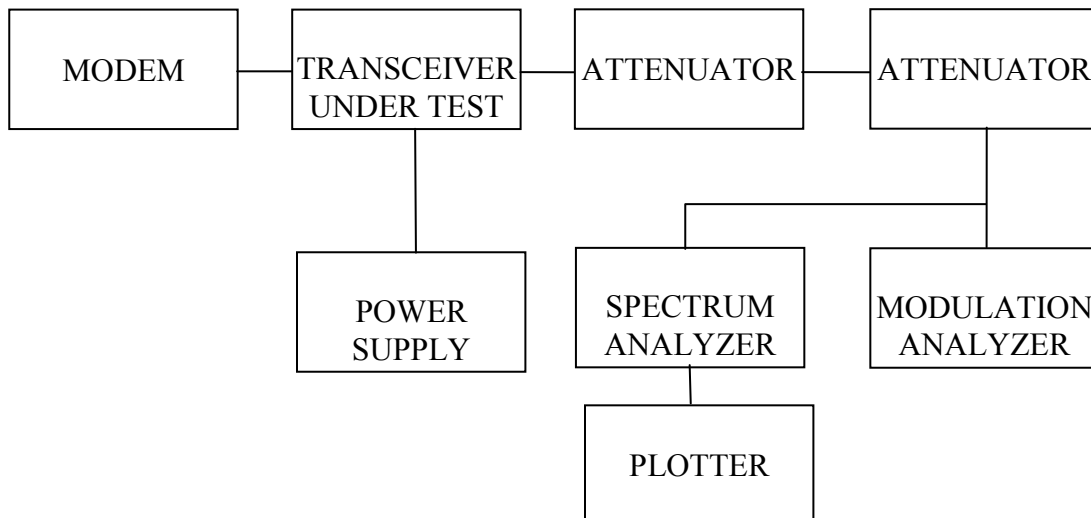 MODEM
TRANSCEIVER
UNDER TEST
ATTENUATOR
ATTENUATOR
POWER
SUPPLY
SPECTRUM
ANALYZER
MODULATION
ANALYZER
PLOTTER